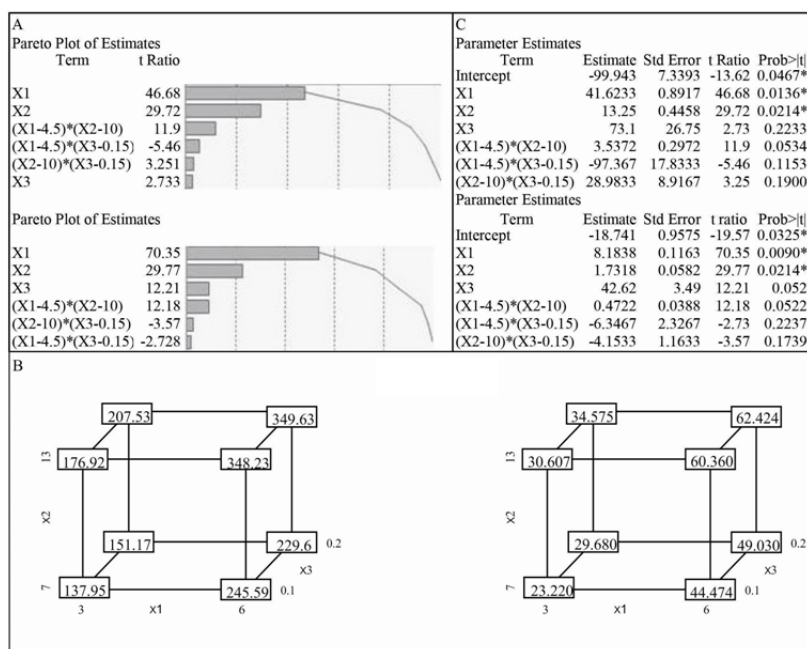 A
Pareto Plot of Estimates
Term t Ratio
X1 46.68
X2 29.72
(X1-4.5)*(X2-10) 11.9
(X1-4.5)*(X3-0.15) -5.46
(X2-10)*(X3-0.15) 3.251
X3 2.733
Pareto Plot of Estimates
X1 70.35
X2 29.77
X3 12.21
(X1-4.5)*(X2-10) 12.18
(X2-10)*(X3-0.15) -3.57
(X1-4.5)*(X3-0.15) -2.728
C
Parameter Estimates
Term Estimate Std Error t Ratio Prob>|t|
Intercept -99.943 7.3393 -13.62 0.0467*
X1 41.6233 0.8917 46.68 0.0136*
X2 13.25 0.4458 29.72 0.0214*
X3 73.1 26.75 2.73 0.2233
(X1-4.5)*(X2-10) 3.5372 0.2972 11.9 0.0534
(X1-4.5)*(X3-0.15) -97.367 17.8333 -5.46 0.1153
(X2-10)*(X3-0.15) 28.9833 8.9167 3.25 0.1900
Parameter Estimates
Term Estimate Std Error t ratio Prob>|t|
Intercept -18.741 0.9575 -19.57 0.0325*
X1 8.1838 0.1163 70.35 0.0090*
X2 1.7318 0.0582 29.77 0.0214*
X3 42.62 3.49 12.21 0.052
(X1-4.5)*(X2-10) 0.4722 0.0388 12.18 0.0522
(X1-4.5)*(X3-0.15) -6.3467 2.3267 -2.73 0.2237
(X2-10)*(X3-0.15) -4.1533 1.1633 -3.57 0.1739
B
207.53 349.63
13 176.92 348.23
X2
151.17 229.6 0.2
X3
7 137.95 245.59 0.1
3 X1 6
34.575 62.424
13 30.607 60.360
X2
29.680 49.030 0.2
X3
7 23.220 44.474 0.1
3 X1 6